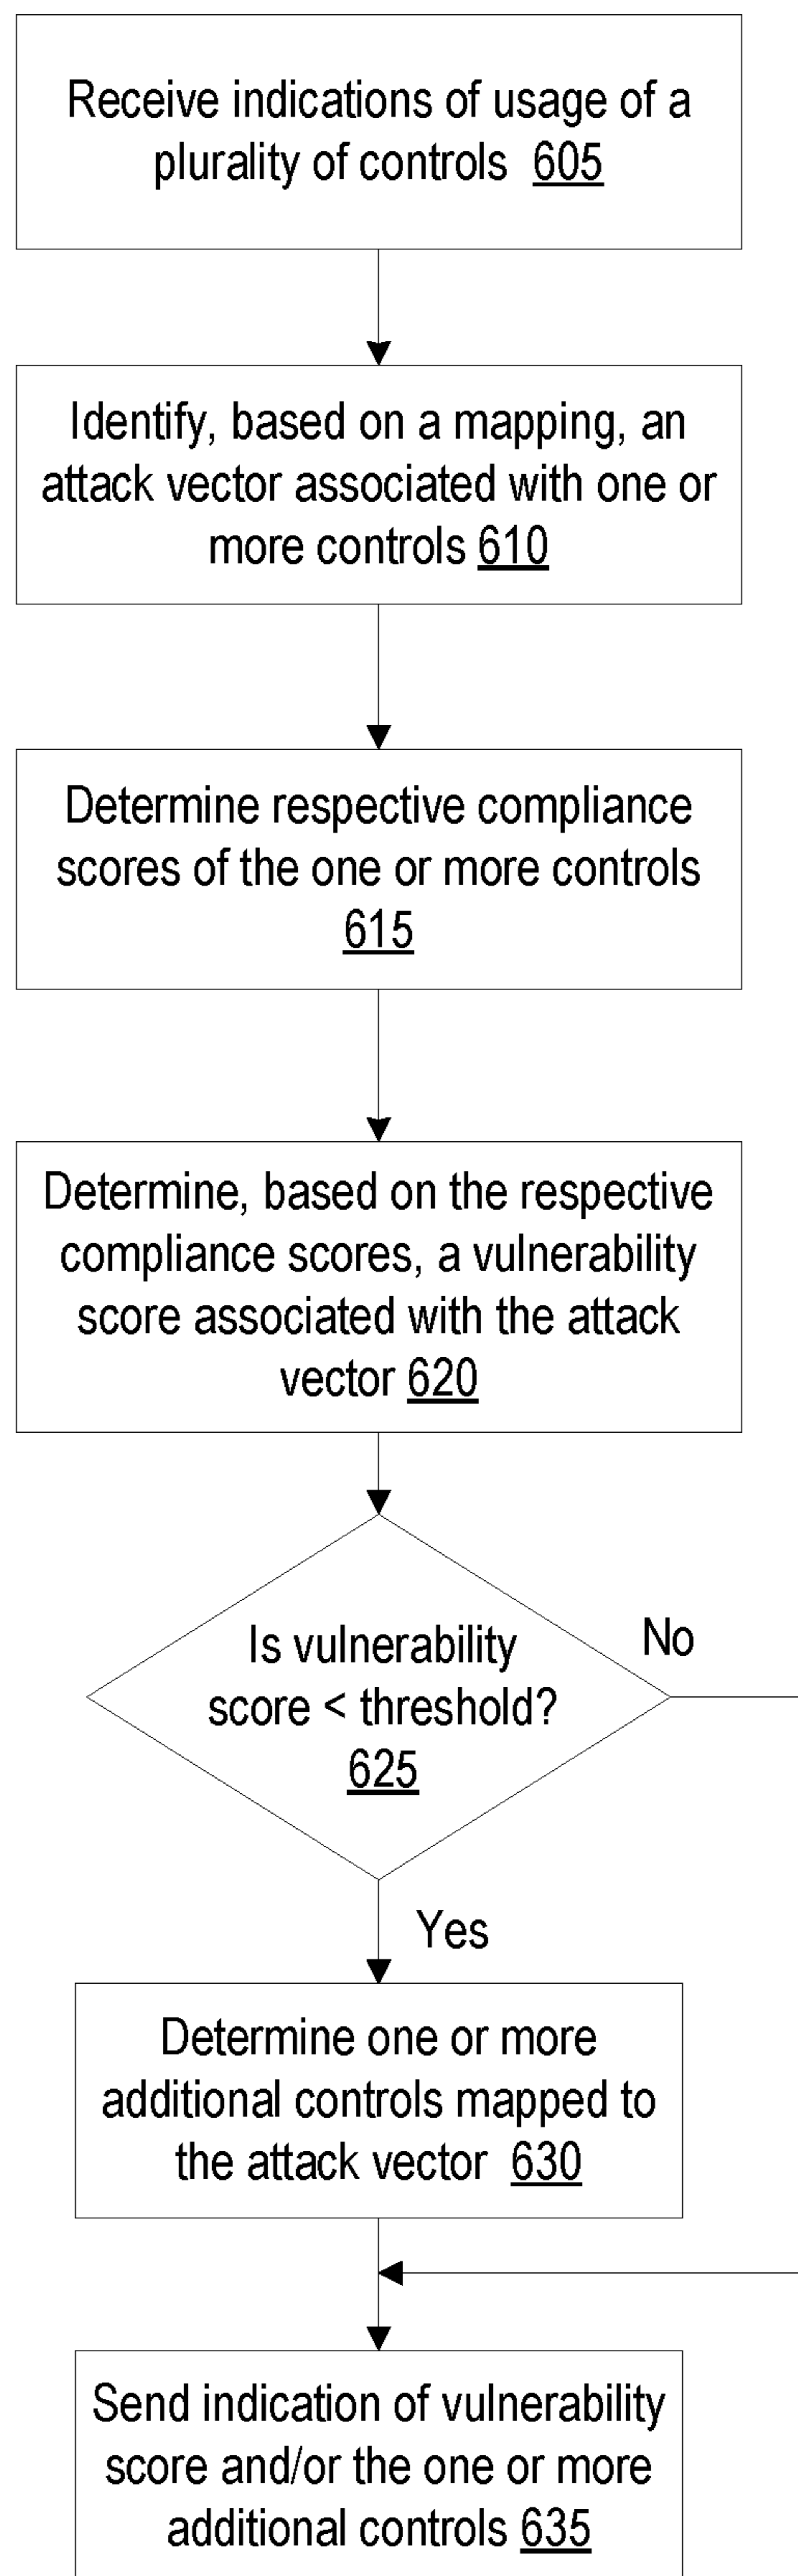 Receive indications of usage of a
plurality of controls 605
Identify, based on a mapping, an
attack vector associated with one or
more controls 610
Determine respective compliance
scores of the one or more controls
615
Determine, based on the respective
compliance scores, a vulnerability
score associated with the attack
vector 620
Is vulnerability
score < threshold?
625
No
Yes
Determine one or more
additional controls mapped to
the attack vector 630
Send indication of vulnerability
score and/or the one or more
additional controls 635